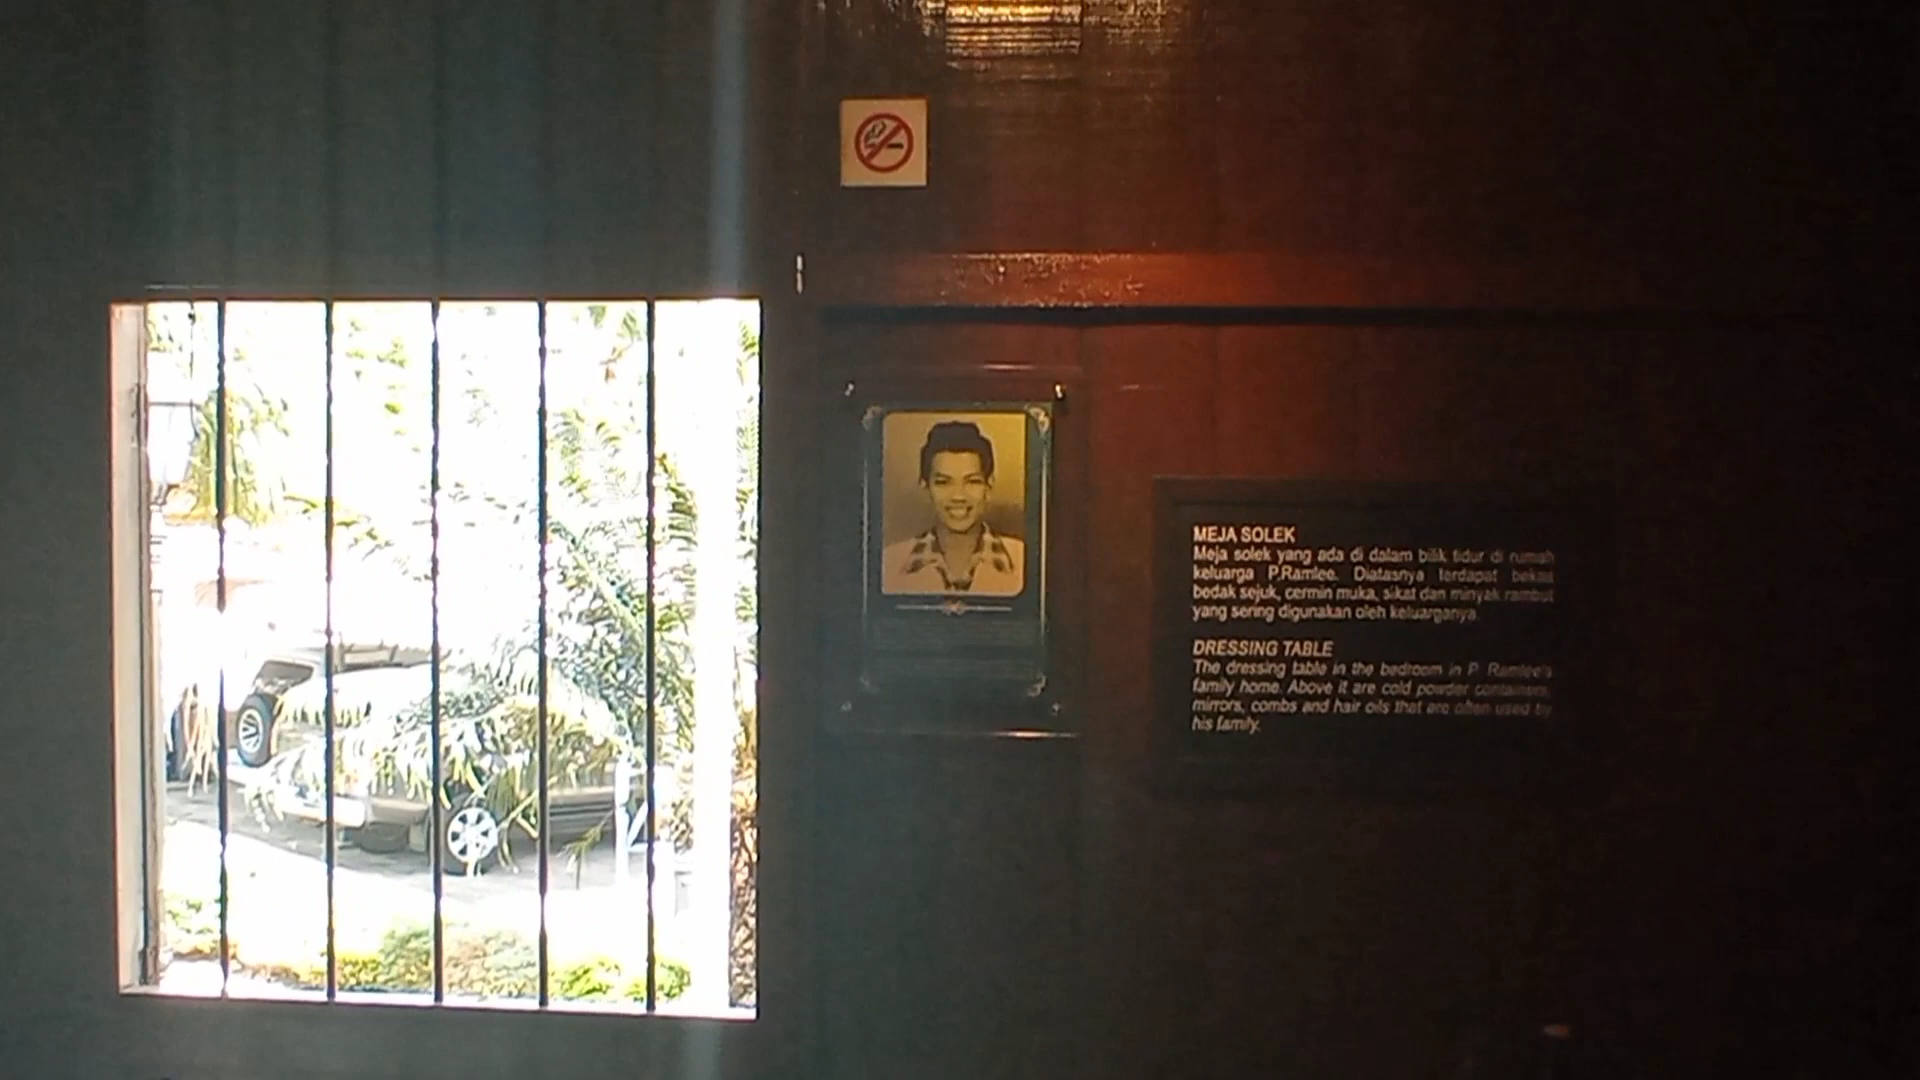 MEJA SOLEK
Meja solek yang ada di dalam bilik tidur di rumah
keluarga P.Ramlee. Diatasnya terdapat bekas
bedak sejuk, cermin muka, sikat dan minyak rambut
yang sering digunakan oleh keluarganya.
DRESSING TABLE
The dressing table in the bedroom in P. Ramlee's
family home. Above it are cold powder containers,
mirrors, combs and hair oils that are often used by
his family.